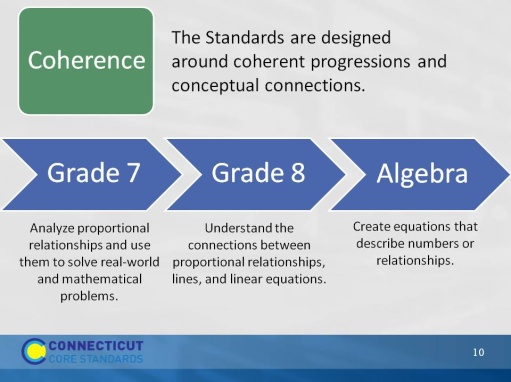 Coherence
The Standards are designed
around coherent progressions and
conceptual connections.
Grade 7
Grade 8
Algebra
Analyze proportional
relationships and use
them to solve real-world
and mathematical
problems.
Understand the
connections between
proportional relationships,
lines, and linear equations.
Create equations that
describe numbers or
relationships.
CONNECTICUT
CORE STANDARDS
10